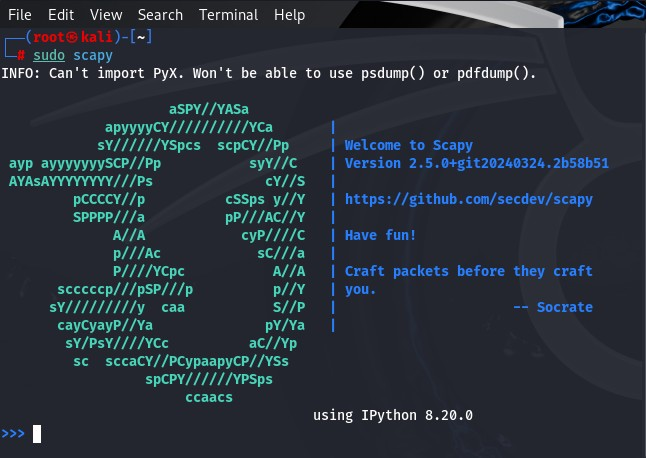 File Edit View Search Terminal Help
┌──(root㉿kali)-[~]
└─# sudo scapy
INFO: Can't import PyX. Won't be able to use psdump() or pdfdump().
                     aSPY//YASa
             apyyyyCY//////////YCa       |
            sY//////YSpcs  scpCY//Pp     | Welcome to Scapy
 ayp ayyyyyyySCP//Pp           syY//C    | Version 2.5.0+git20240324.2b58b51
 AYAsAYYYYYYYY///Ps              cY//S   |
         pCCCCY//p          cSSps y//Y   | https://github.com/secdev/scapy
         SPPPP///a          pP///AC//Y   |
              A//A            cyP////C   | Have fun!
              p///Ac            sC///a   |
              P////YCpc           A//A   | Craft packets before they craft
       scccccp///pSP///p          p//Y   | you.
      sY/////////y  caa           S//P   |                      -- Socrate
       cayCyayP//Ya              pY/Ya   |
        sY/PsY////YCc          aC//Yp
         sc  sccaCY//PCypaapyCP//YSs
                  spCPY//////YPSps
                       ccaacs
                                       using IPython 8.20.0
>>>